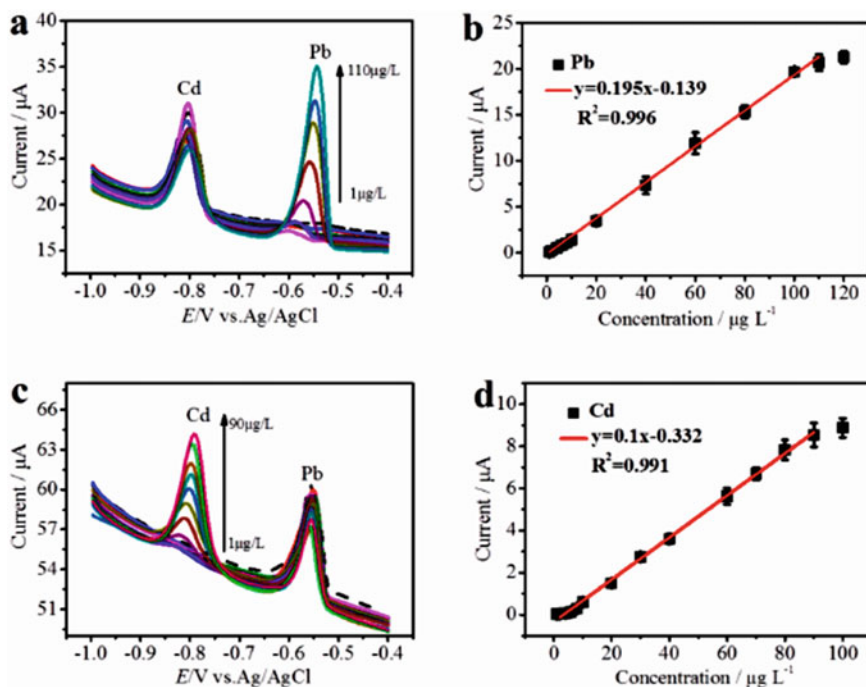 a
Cd
Pb
110μg/L
1μg/L
40
35
30
25
20
15
Current / μA
-1.0 -0.9 -0.8 -0.7 -0.6 -0.5 -0.4
E/V vs.Ag/AgCl
b
Pb
y=0.195x-0.139
R²=0.996
25
20
15
10
5
0
Current / μA
0 20 40 60 80 100 120
Concentration / μg L⁻¹
c
Cd
90μg/L
1μg/L
Pb
66
63
60
57
54
51
Current / μA
-1.0 -0.9 -0.8 -0.7 -0.6 -0.5 -0.4
E/V vs.Ag/AgCl
d
Cd
y=0.1x-0.332
R²=0.991
10
8
6
4
2
0
Current / μA
0 20 40 60 80 100
Concentration / μg L⁻¹